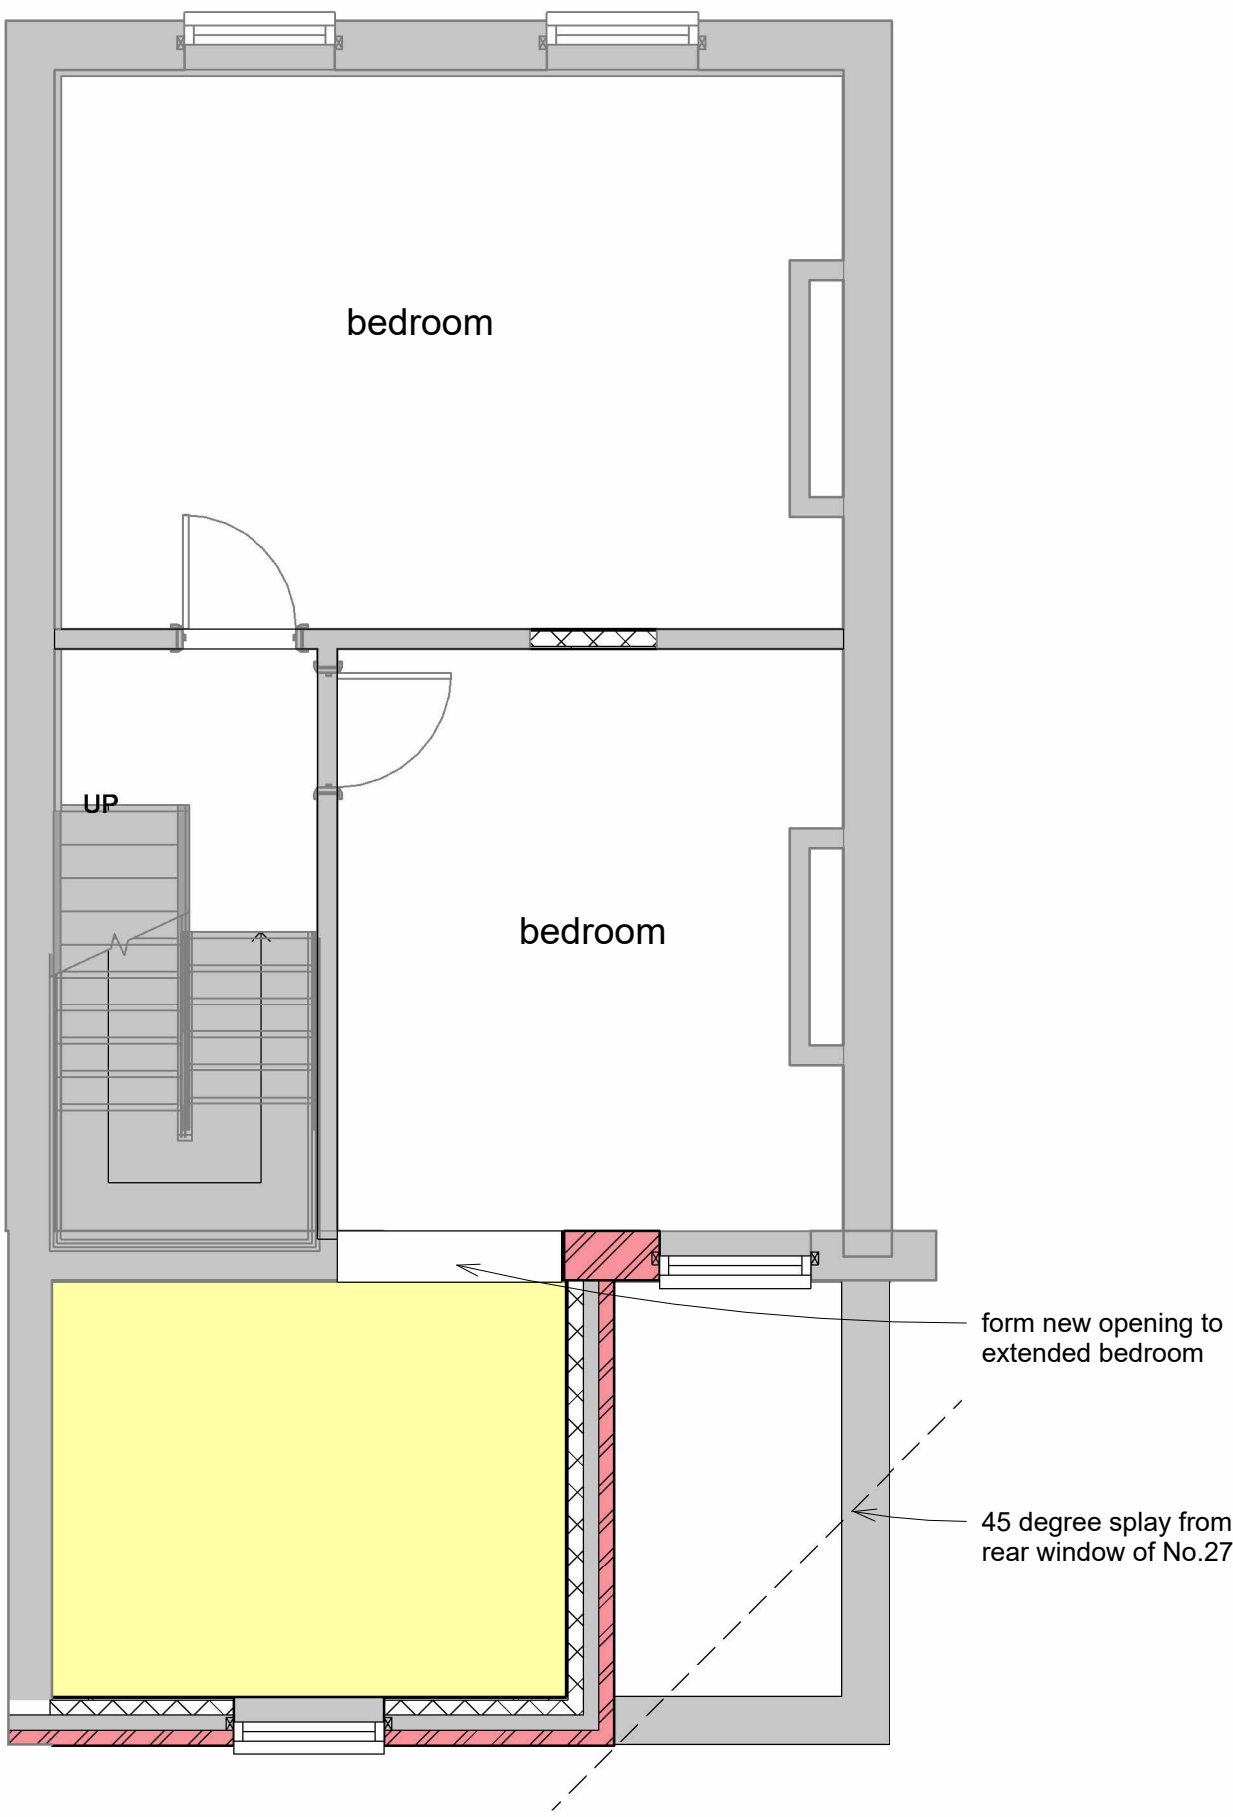 bedroom
UP
bedroom
form new opening to
extended bedroom
45 degree splay from
rear window of No.27